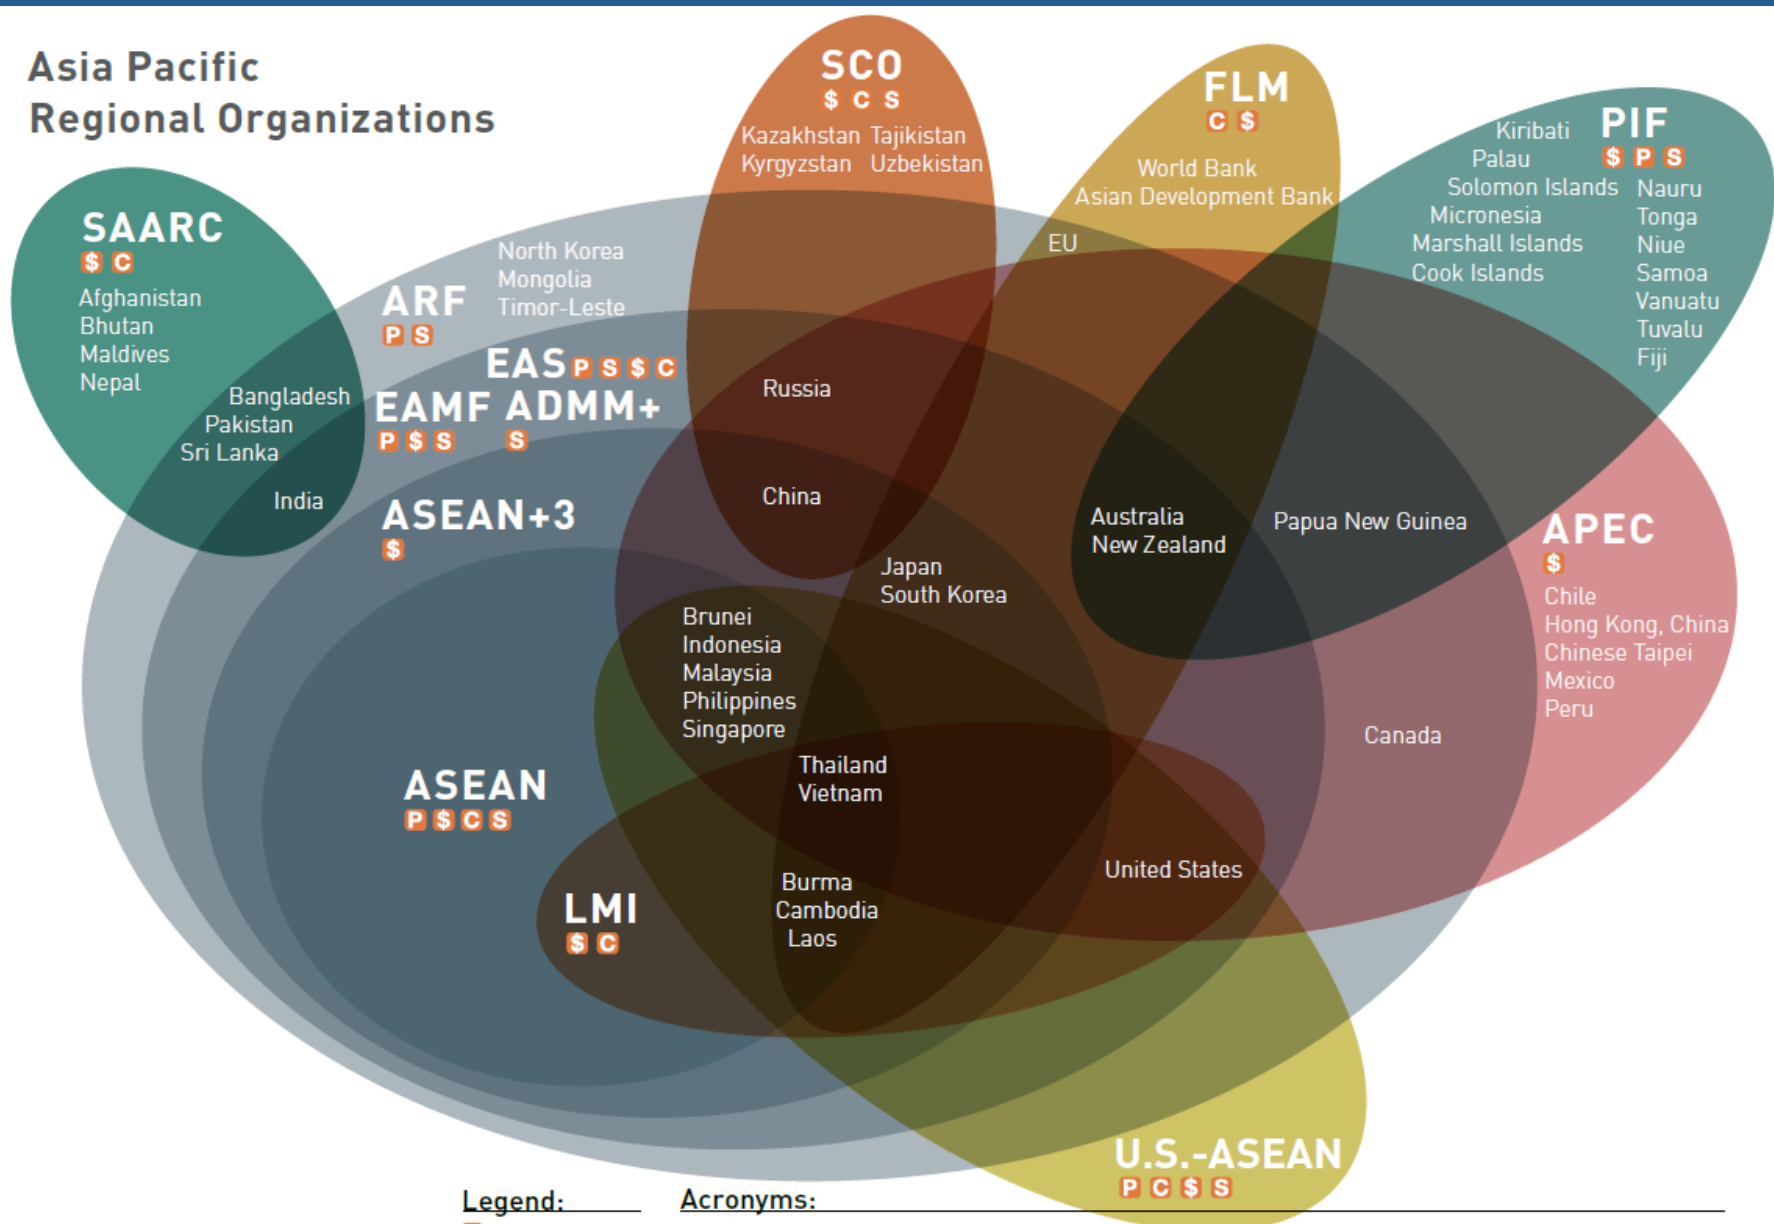 Asia Pacific
Regional Organizations
SCO
$ C S
Kazakhstan Tajikistan
Kyrgyzstan Uzbekistan
FLM
C $
World Bank
Asian Development Bank
EU
PIF
$ P S
Kiribati
Palau
Solomon Islands
Micronesia
Marshall Islands
Cook Islands
Nauru
Tonga
Niue
Samoa
Vanuatu
Tuvalu
Fiji
SAARC
$ C
Afghanistan
Bhutan
Maldives
Nepal
Bangladesh
Pakistan
Sri Lanka
India
ARF
P S
North Korea
Mongolia
Timor-Leste
EAS P S $ C
EAMF ADMM+
P $ S S
ASEAN+3
$
Russia
China
Japan
South Korea
Australia
New Zealand
Papua New Guinea
APEC
$
Chile
Hong Kong, China
Chinese Taipei
Mexico
Peru
Canada
Brunei
Indonesia
Malaysia
Philippines
Singapore
Thailand
Vietnam
ASEAN
P $ C S
LMI
$ C
Burma
Cambodia
Laos
United States
U.S.-ASEAN
P C $ S
Legend:
Acronyms: